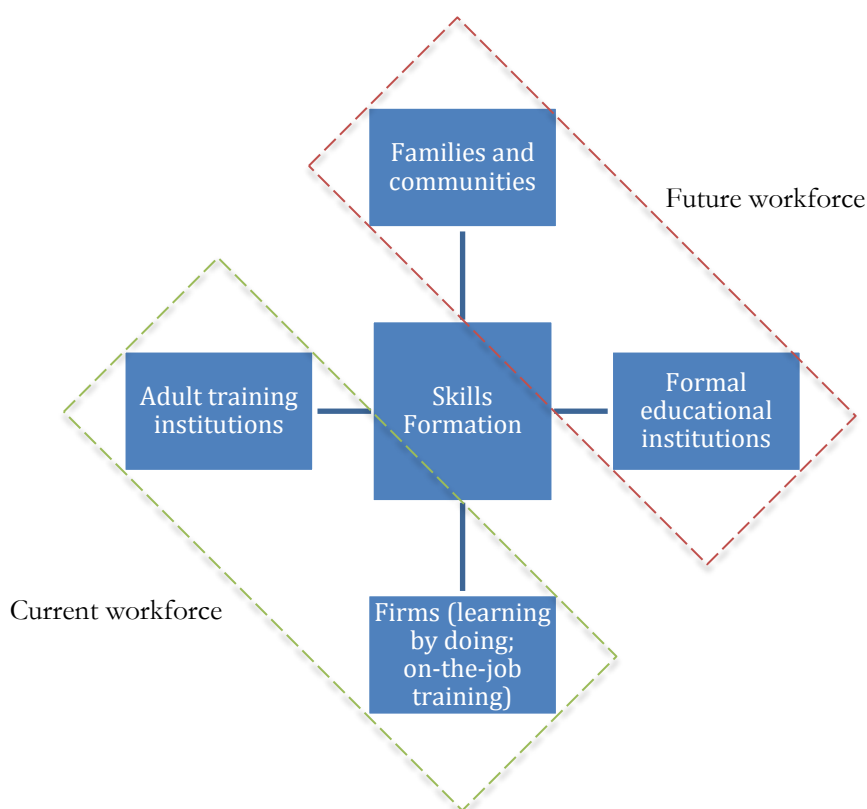 Families and
communities
Future workforce
Adult training
institutions
Skills
Formation
Formal
educational
institutions
Current workforce
Firms (learning
by doing;
on-the-job
training)